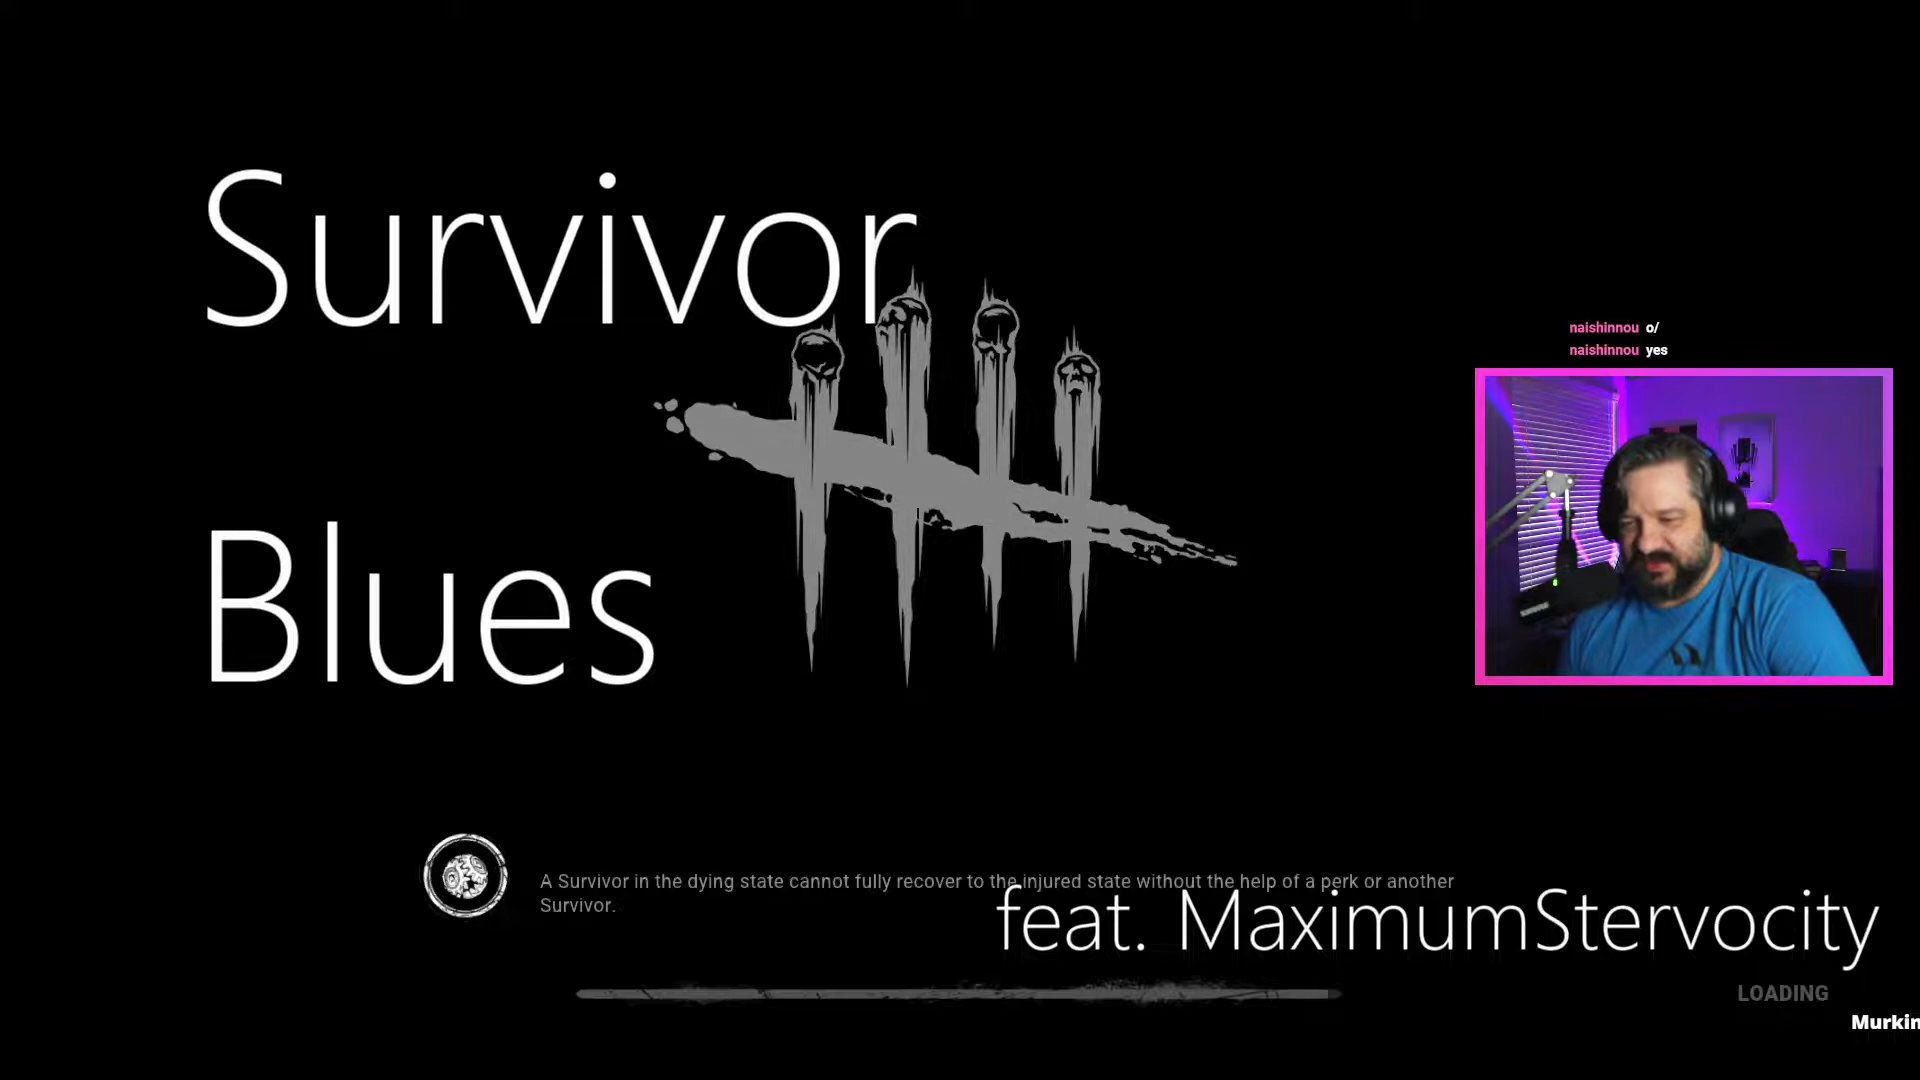 Survivor
naishinnou o/
naishinnou yes
Blues
A Survivor in the dying state cannot fully recover to the injured state without the help of a perk or another
Survivor.
feat. MaximumStervocity
LOADING
Murkin